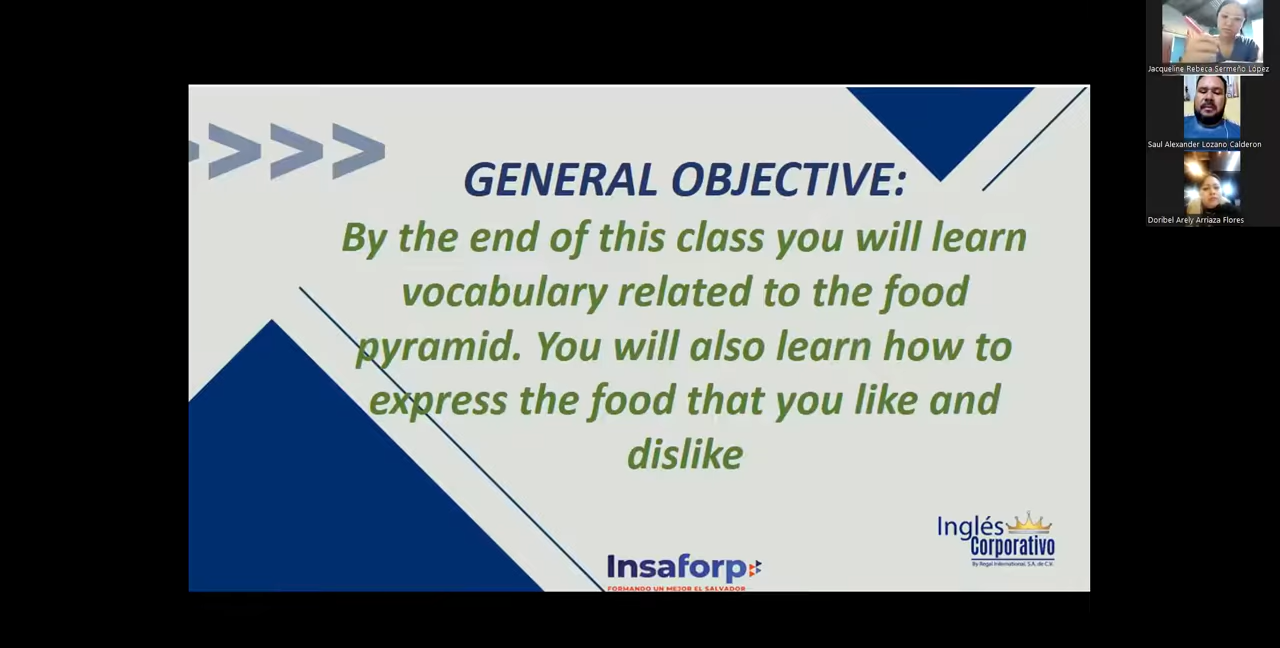 >>>>
GENERAL OBJECTIVE:
By the end of this class you will learn
vocabulary related to the food
pyramid. You will also learn how to
express the food that you like and
dislike
Inglés
Corporativo
By Regal International, S.A. de C.V.
Insaforp
FORMANDO UN MEJOR EL SALVADOR
Jacqueline Rebeca Sermeño López
Saul Alexander Lozano Calderon
Doribel Arely Arriaza Flores